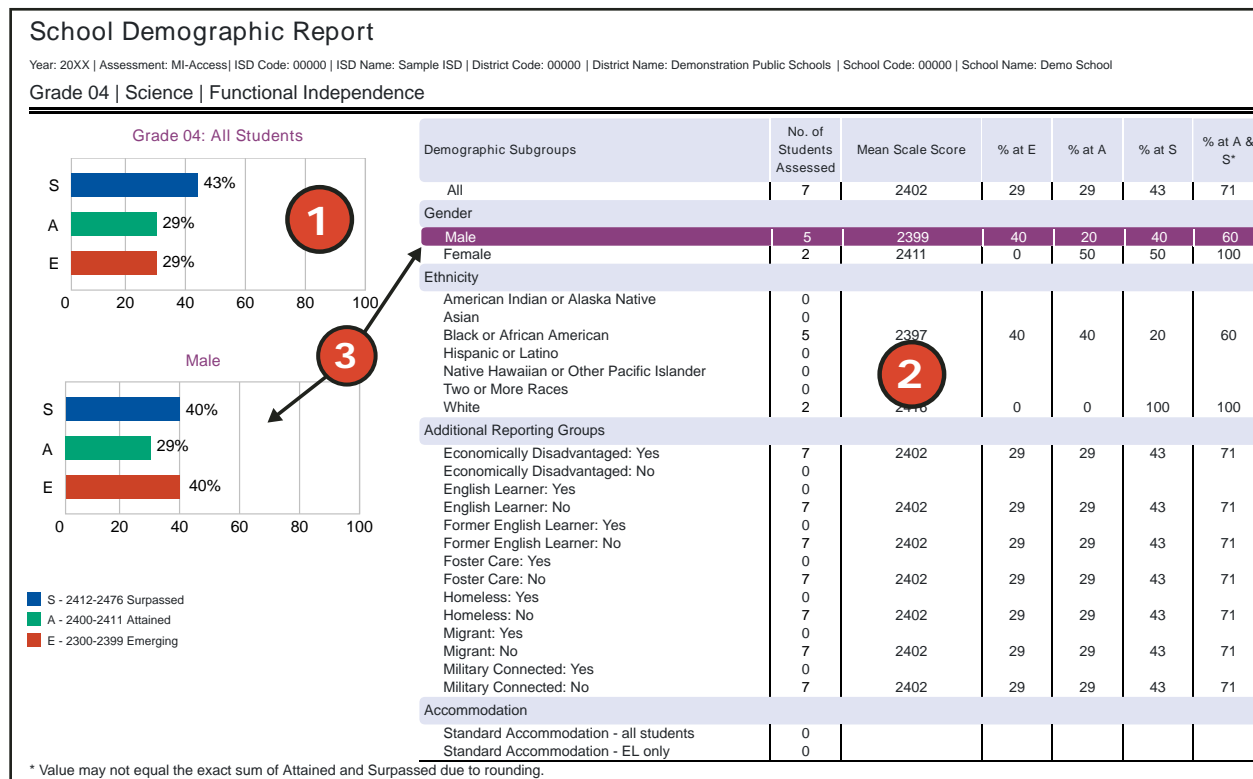 School Demographic Report
Year: 20XX | Assessment: MI-Access| ISD Code: 00000 | ISD Name: Sample ISD | District Code: 00000 | District Name: Demonstration Public Schools | School Code: 00000 | School Name: Demo School
Grade 04 | Science | Functional Independence
Grade 04: All Students
S 43%
A 29%
E 29%
0 20 40 60 80 100
1
3
Male
S 40%
A 29%
E 40%
0 20 40 60 80 100
S - 2412-2476 Surpassed
A - 2400-2411 Attained
E - 2300-2399 Emerging
Demographic Subgroups No. of Students Assessed Mean Scale Score % at E % at A % at S % at A & S*
All 7 2402 29 29 43 71
Gender
Male 5 2399 40 20 40 60
Female 2 2411 0 50 50 100
Ethnicity
American Indian or Alaska Native 0
Asian 0
Black or African American 5 2397 40 40 20 60
Hispanic or Latino 0
2
Native Hawaiian or Other Pacific Islander 0
Two or More Races 0
White 2 0 0 100 100
Additional Reporting Groups
Economically Disadvantaged: Yes 7 2402 29 29 43 71
Economically Disadvantaged: No 0
English Learner: Yes 0
English Learner: No 7 2402 29 29 43 71
Former English Learner: Yes 0
Former English Learner: No 7 2402 29 29 43 71
Foster Care: Yes 0
Foster Care: No 7 2402 29 29 43 71
Homeless: Yes 0
Homeless: No 7 2402 29 29 43 71
Migrant: Yes 0
Migrant: No 7 2402 29 29 43 71
Military Connected: Yes 0
Military Connected: No 7 2402 29 29 43 71
Accommodation
Standard Accommodation - all students 0
Standard Accommodation - EL only 0
* Value may not equal the exact sum of Attained and Surpassed due to rounding.